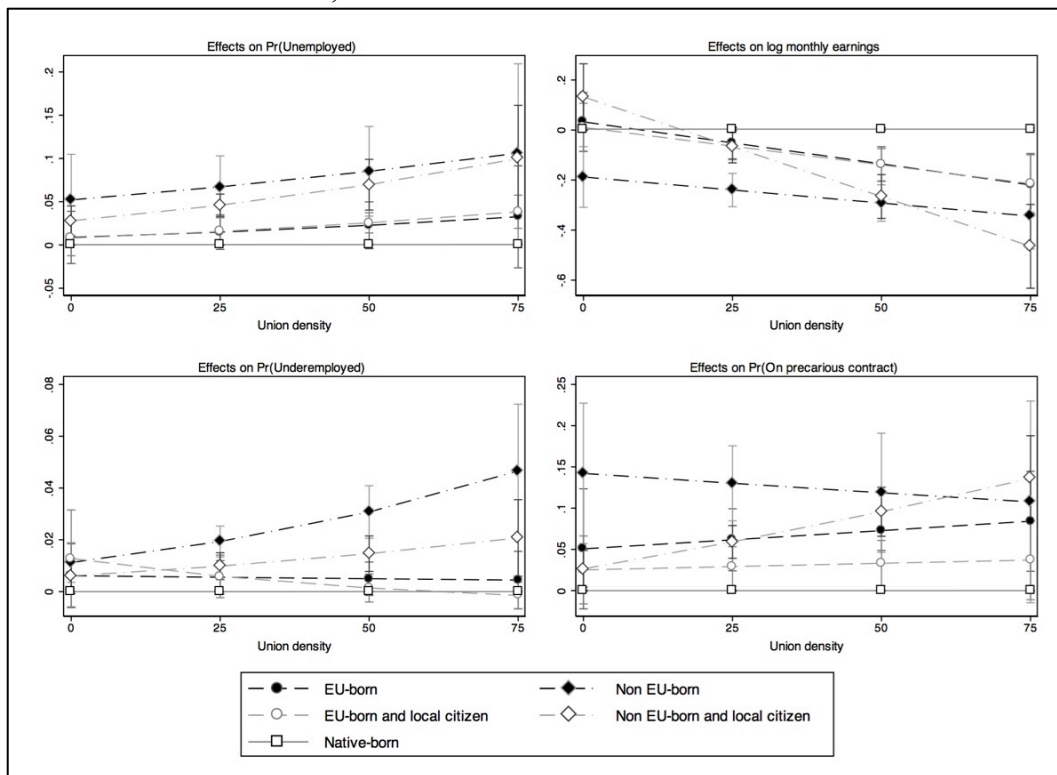 Effects on Pr(Unemployed)
.2
.15
.1
.05
0
-.05
0 25 50 75
Union density
Effects on log monthly earnings
.2
0
-.2
-.4
-.6
0 25 50 75
Union density
Effects on Pr(Underemployed)
.08
.06
.04
.02
0
0 25 50 75
Union density
Effects on Pr(On precarious contract)
.25
.2
.15
.1
.05
0
0 25 50 75
Union density
EU-born
Non EU-born
EU-born and local citizen
Non EU-born and local citizen
Native-born